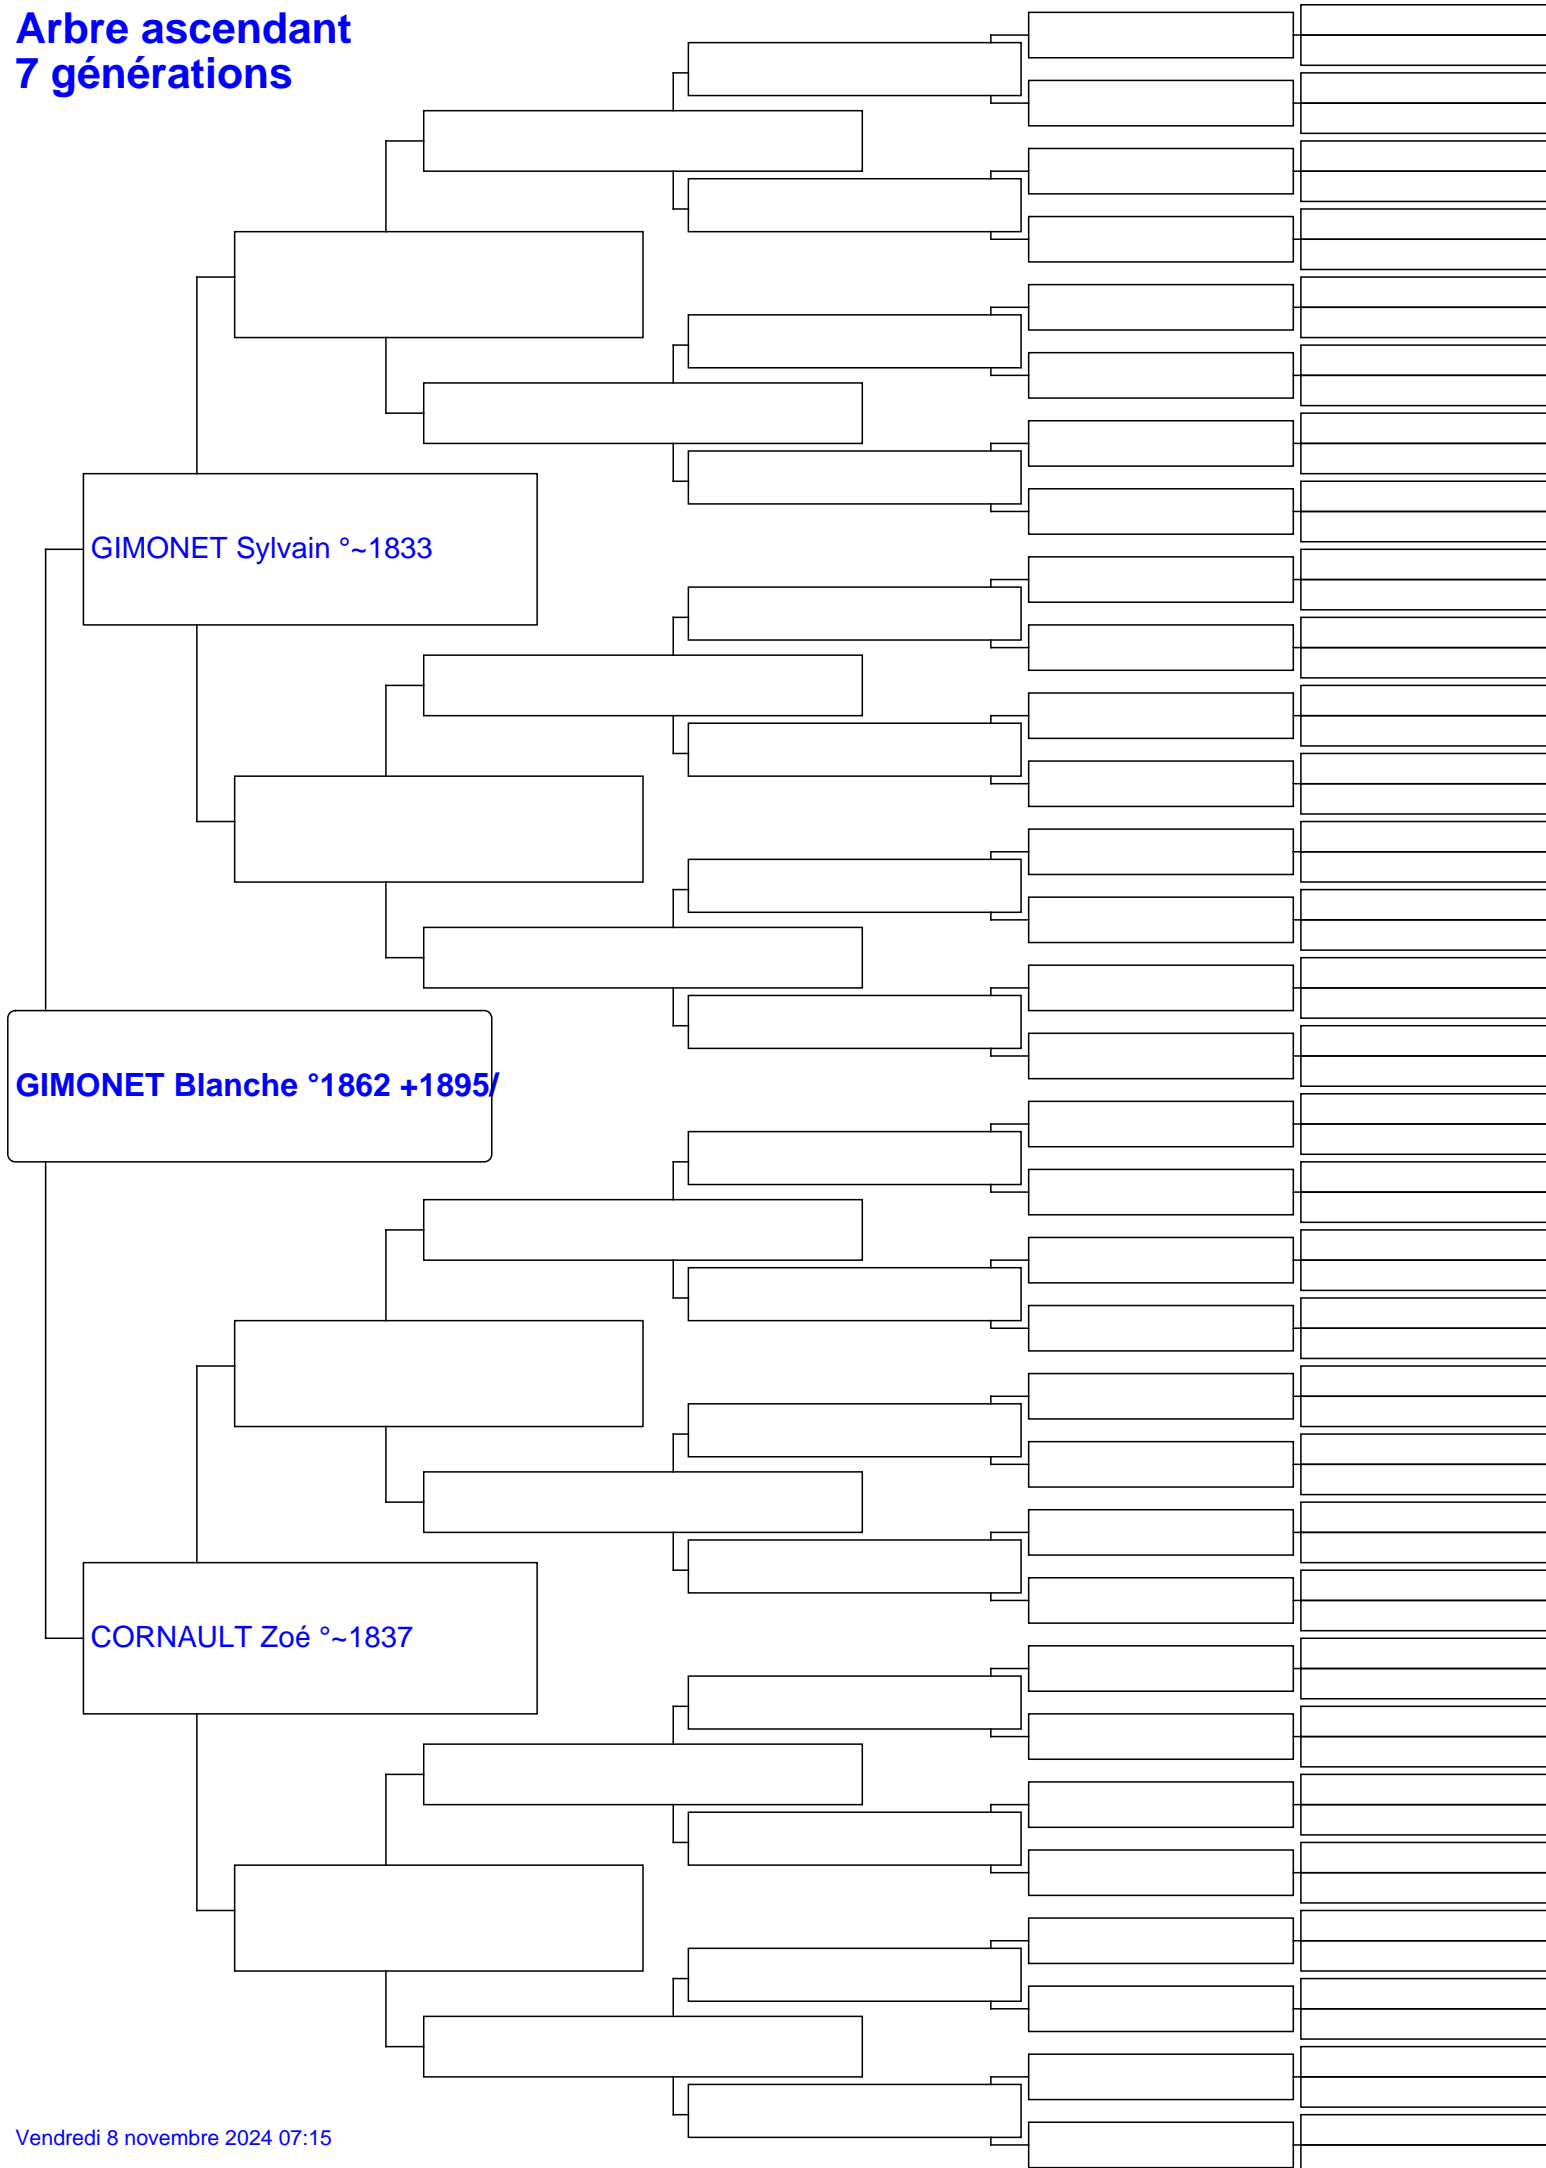 Arbre ascendant
7 générations
GIMONET Sylvain °~1833
GIMONET Blanche °1862 +1895/
CORNAULT Zoé °~1837
Vendredi 8 novembre 2024 07:15